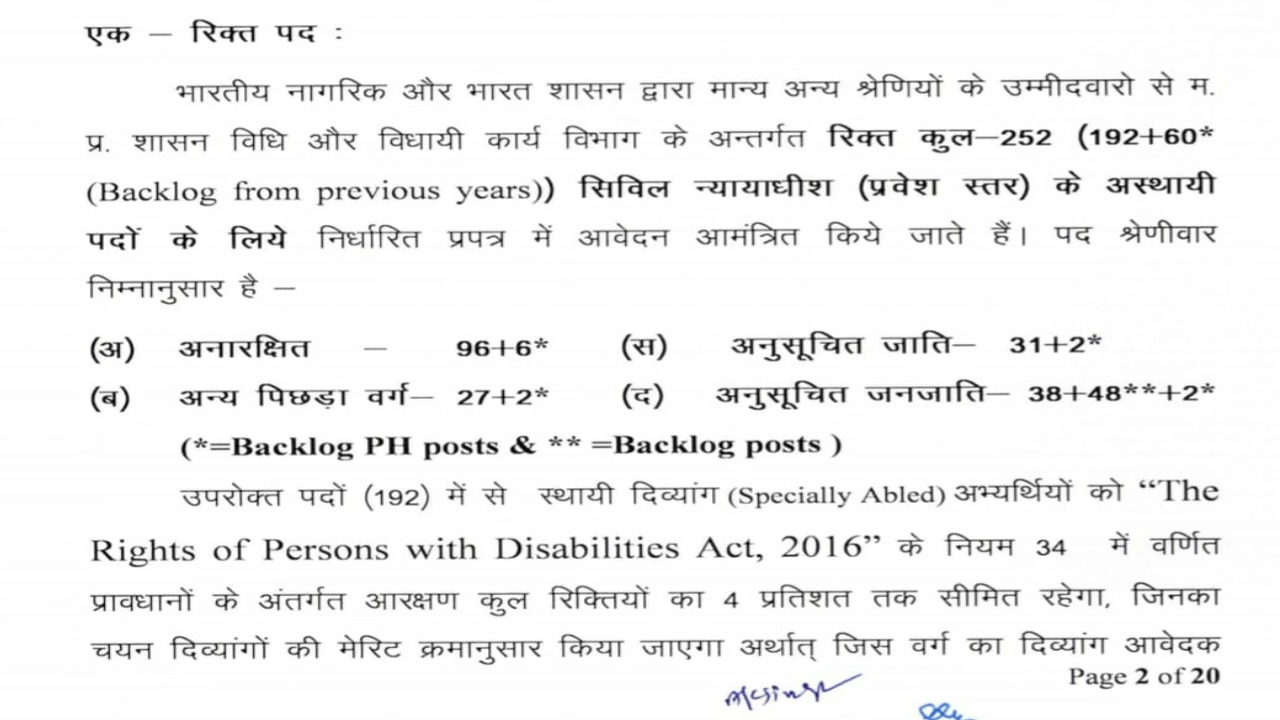 एक – रिक्त पद :
भारतीय नागरिक और भारत शासन द्वारा मान्य अन्य श्रेणियों के उम्मीदवारो से म.
प्र. शासन विधि और विधायी कार्य विभाग के अन्तर्गत रिक्त कुल–252 (192+60*
(Backlog from previous years)) सिविल न्यायाधीश (प्रवेश स्तर) के अस्थायी
पदों के लिये निर्धारित प्रपत्र में आवेदन आमंत्रित किये जाते हैं। पद श्रेणीवार
निम्नानुसार है –
(अ) अनारक्षित – 96+6* (स) अनुसूचित जाति– 31+2*
(ब) अन्य पिछड़ा वर्ग– 27+2* (द) अनुसूचित जनजाति– 38+48**+2*
(*=Backlog PH posts & ** =Backlog posts )
उपरोक्त पदों (192) में से स्थायी दिव्यांग (Specially Abled) अभ्यर्थियों को “The
Rights of Persons with Disabilities Act, 2016” के नियम 34 में वर्णित
प्रावधानों के अंतर्गत आरक्षण कुल रिक्तियों का 4 प्रतिशत तक सीमित रहेगा, जिनका
चयन दिव्यांगों की मेरिट क्रमानुसार किया जाएगा अर्थात् जिस वर्ग का दिव्यांग आवेदक
Page 2 of 20